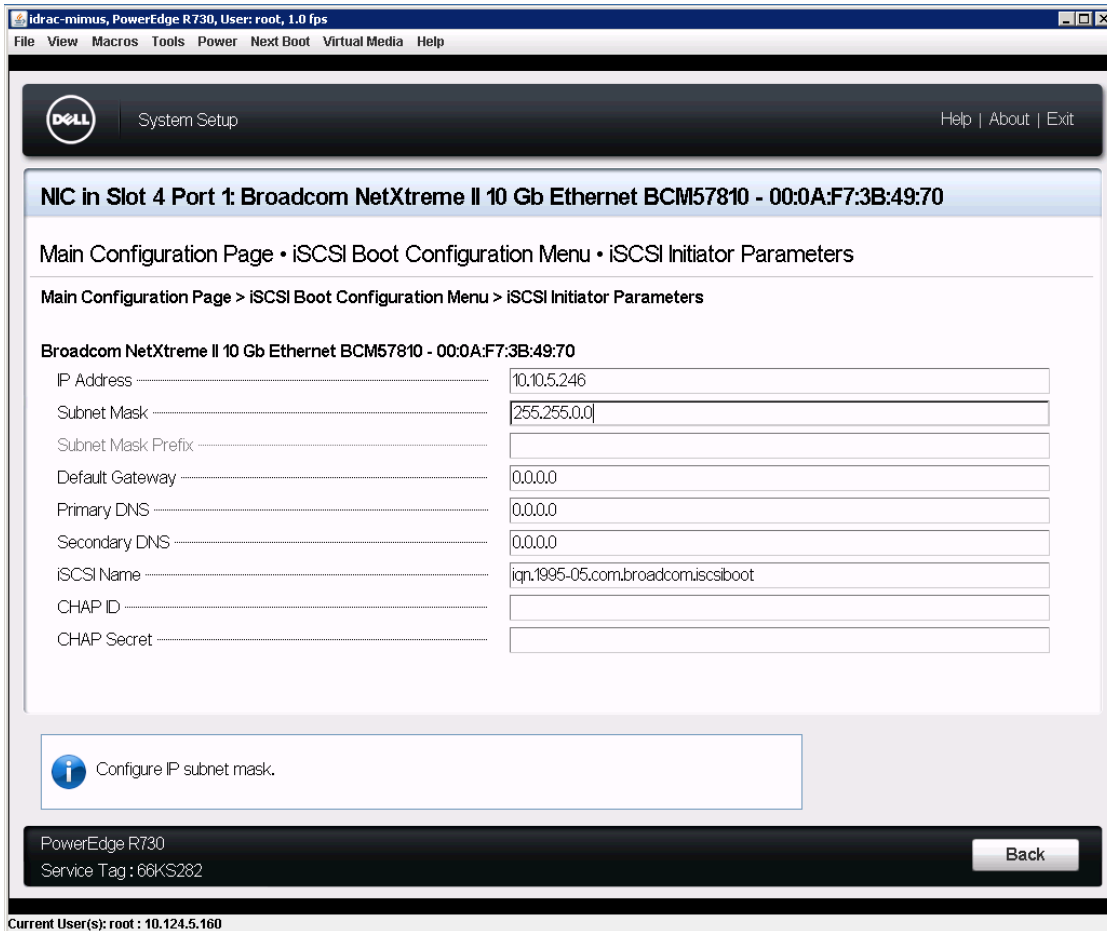 idrac-mimus, PowerEdge R730, User: root, 1.0 fps
File View Macros Tools Power Next Boot Virtual Media Help
DELL System Setup Help | About | Exit
NIC in Slot 4 Port 1: Broadcom NetXtreme II 10 Gb Ethernet BCM57810 - 00:0A:F7:3B:49:70
Main Configuration Page • iSCSI Boot Configuration Menu • iSCSI Initiator Parameters
Main Configuration Page > iSCSI Boot Configuration Menu > iSCSI Initiator Parameters
Broadcom NetXtreme II 10 Gb Ethernet BCM57810 - 00:0A:F7:3B:49:70
IP Address 10.10.5.246
Subnet Mask 255.255.0.0
Subnet Mask Prefix
Default Gateway 0.0.0.0
Primary DNS 0.0.0.0
Secondary DNS 0.0.0.0
iSCSI Name iqn.1995-05.com.broadcom.iscsiboot
CHAP ID
CHAP Secret
Configure IP subnet mask.
PowerEdge R730
Service Tag : 66KS282
Back
Current User(s): root : 10.124.5.160